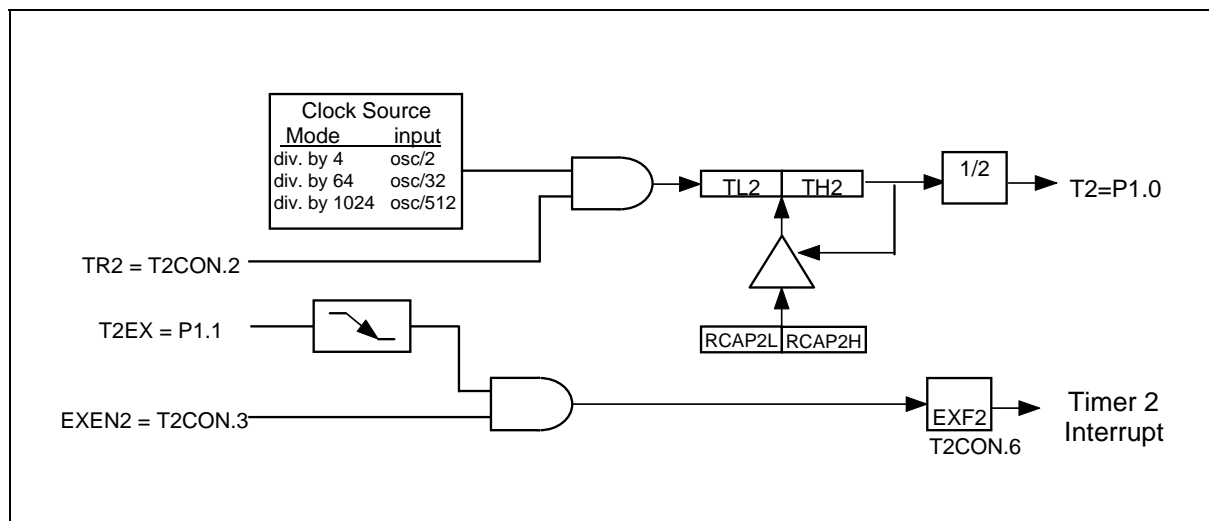 Clock Source
Mode input
div. by 4 osc/2
div. by 64 osc/32
div. by 1024 osc/512
TL2 TH2
1/2
T2=P1.0
TR2 = T2CON.2
T2EX = P1.1
RCAP2L RCAP2H
EXEN2 = T2CON.3
EXF2
T2CON.6
Timer 2
Interrupt